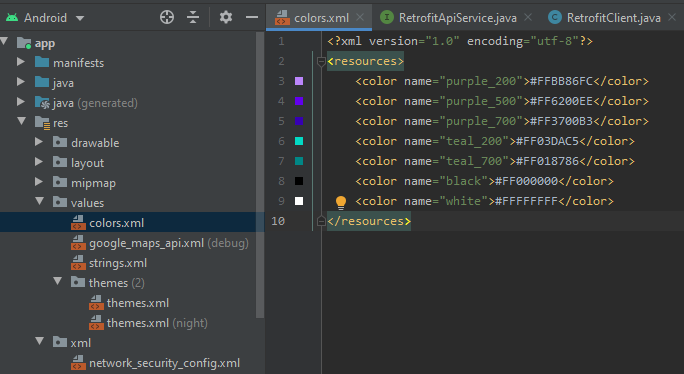 Android
colors.xml
RetrofitApiService.java
RetrofitClient.java
app
manifests
java
java (generated)
res
drawable
layout
mipmap
values
colors.xml
google_maps_api.xml (debug)
strings.xml
themes (2)
themes.xml
themes.xml (night)
xml
network_security_config.xml
1 <?xml version="1.0" encoding="utf-8"?>
2 <resources>
3 <color name="purple_200">#FFBB86FC</color>
4 <color name="purple_500">#FF6200EE</color>
5 <color name="purple_700">#FF3700B3</color>
6 <color name="teal_200">#FF03DAC5</color>
7 <color name="teal_700">#FF018786</color>
8 <color name="black">#FF000000</color>
9 <color name="white">#FFFFFFFF</color>
10 </resources>